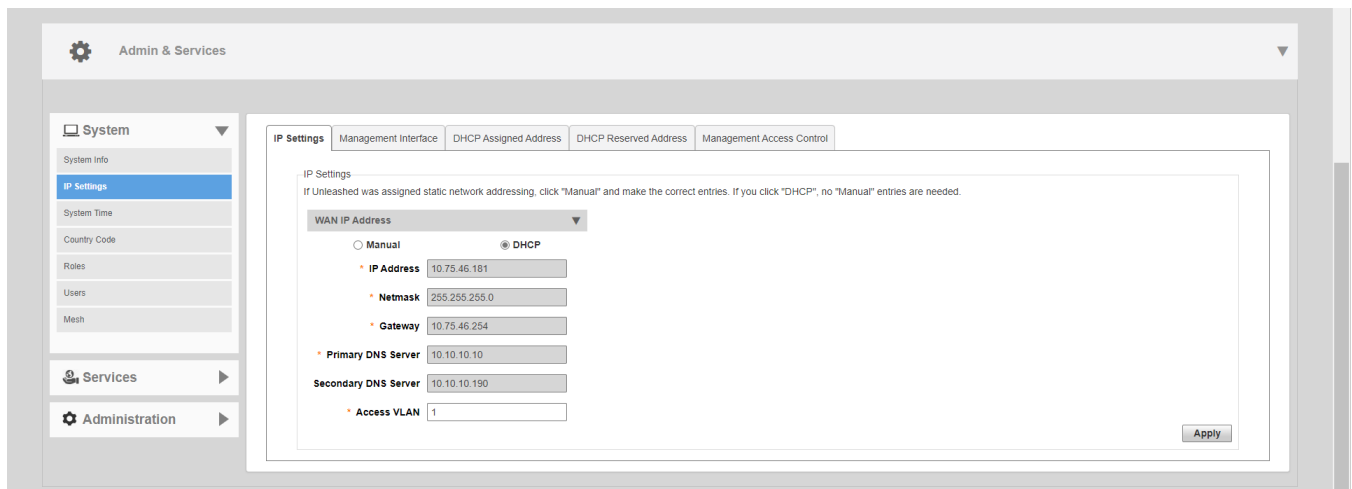 Admin & Services
System
System Info
IP Settings
System Time
Country Code
Roles
Users
Mesh
Services
Administration
IP Settings Management Interface DHCP Assigned Address DHCP Reserved Address Management Access Control
IP Settings
If Unleashed was assigned static network addressing, click "Manual" and make the correct entries. If you click "DHCP", no "Manual" entries are needed.
WAN IP Address
Manual DHCP
* IP Address 10.75.46.181
* Netmask 255.255.255.0
* Gateway 10.75.46.254
* Primary DNS Server 10.10.10.10
Secondary DNS Server 10.10.10.190
* Access VLAN 1
Apply